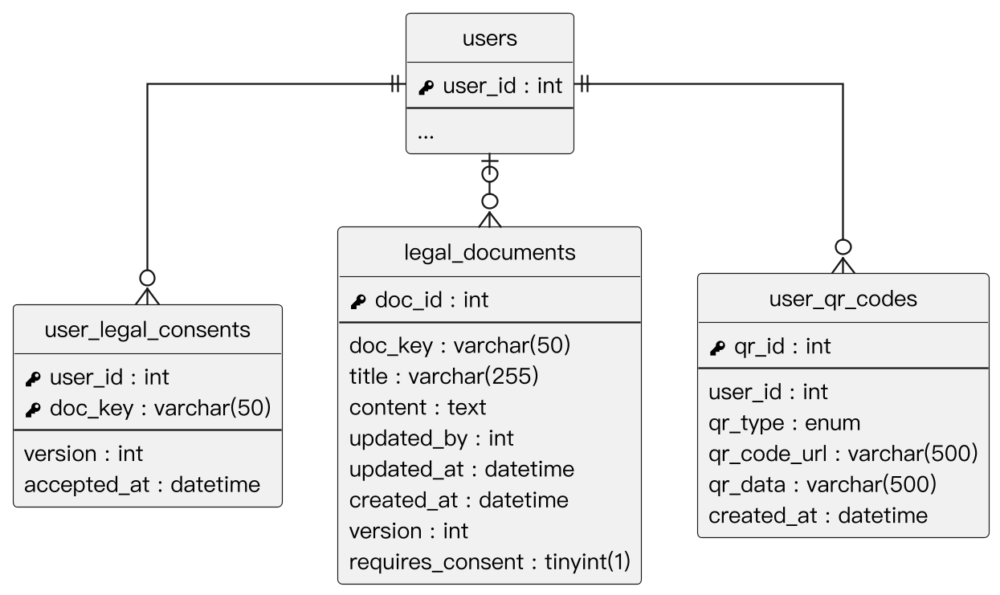 users
user_id : int
...
legal_documents
doc_id : int
doc_key : varchar(50)
title : varchar(255)
content : text
updated_by : int
updated_at : datetime
created_at : datetime
version : int
requires_consent : tinyint(1)
user_legal_consents
user_id : int
doc_key : varchar(50)
version : int
accepted_at : datetime
user_qr_codes
qr_id : int
user_id : int
qr_type : enum
qr_code_url : varchar(500)
qr_data : varchar(500)
created_at : datetime